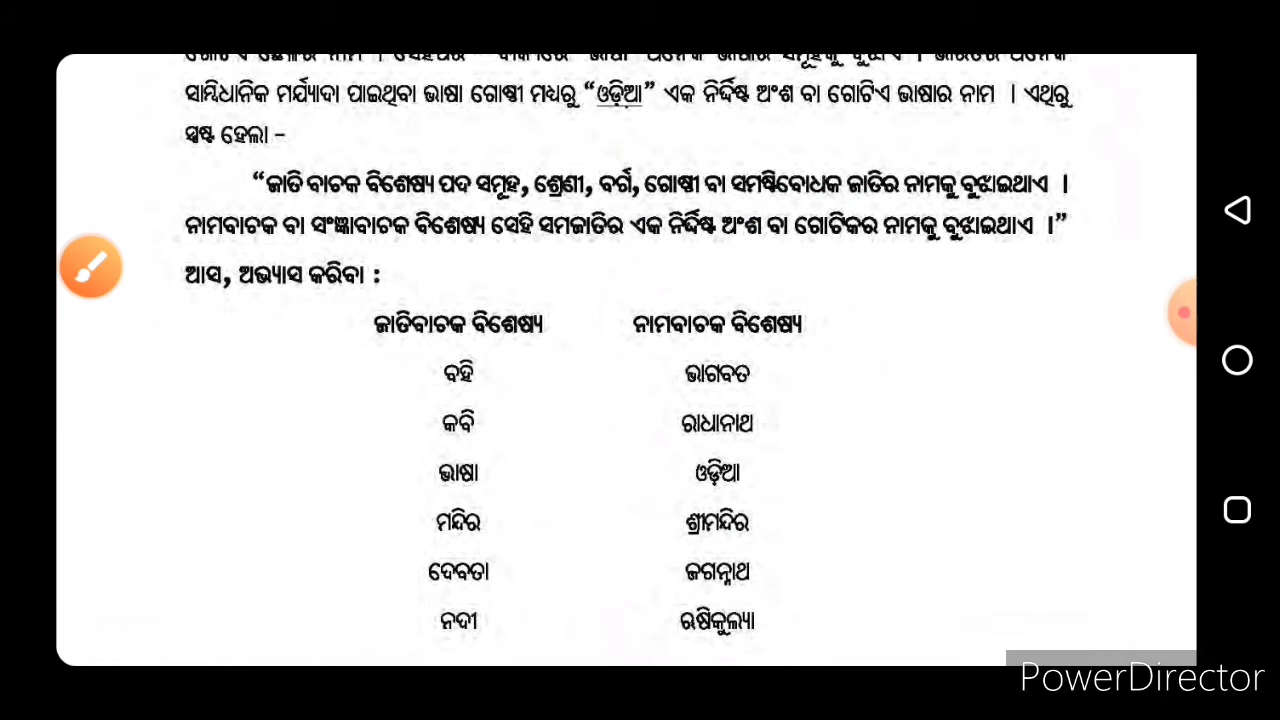 ସାମ୍ବିଧାନିକ ମର୍ଯ୍ୟାଦା ପାଇଥିବା ଭାଷା ଗୋଷ୍ଠୀ ମଧ୍ୟରୁ “ଓଡ଼ିଆ” ଏକ ନିର୍ଦ୍ଦିଷ୍ଟ ଅଂଶ ବା ଗୋଟିଏ ଭାଷାର ନାମ । ଏଥିରୁ
ସ୍ପଷ୍ଟ ହେଲା –
“ଜାତି ବାଚକ ବିଶେଷ୍ୟ ପଦ ସମୂହ, ଶ୍ରେଣୀ, ବର୍ଗ, ଗୋଷ୍ଠୀ ବା ସମଷ୍ଟିବୋଧକ ଜାତିର ନାମକୁ ବୁଝାଇଥାଏ ।
ନାମବାଚକ ବା ସଂଜ୍ଞାବାଚକ ବିଶେଷ୍ୟ ସେହି ସମଜାତିର ଏକ ନିର୍ଦ୍ଦିଷ୍ଟ ଅଂଶ ବା ଗୋଟିକର ନାମକୁ ବୁଝାଇଥାଏ ।”
ଆସ, ଅଭ୍ୟାସ କରିବା :
ଜାତିବାଚକ ବିଶେଷ୍ୟ ନାମବାଚକ ବିଶେଷ୍ୟ
ବହି ଭାଗବତ
କବି ରାଧାନାଥ
ଭାଷା ଓଡ଼ିଆ
ମନ୍ଦିର ଶ୍ରୀମନ୍ଦିର
ଦେବତା ଜଗନ୍ନାଥ
ନଦୀ ଋଷିକୁଲ୍ୟା
PowerDirector